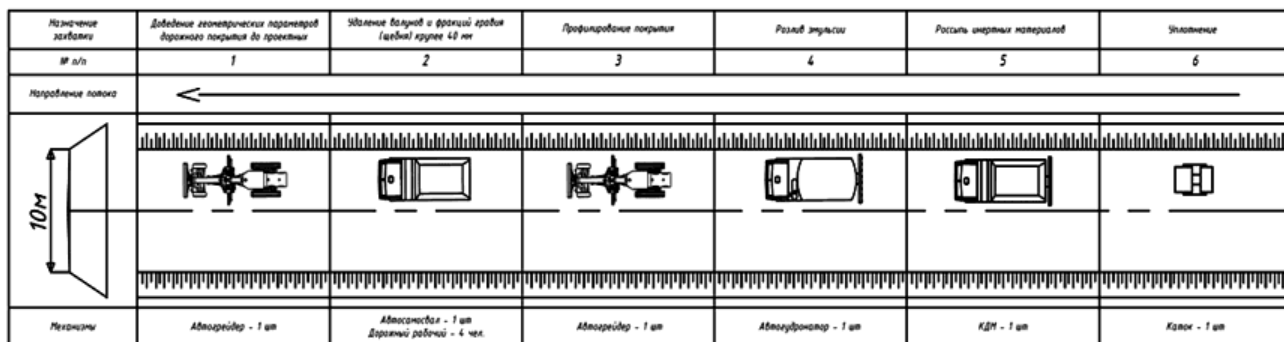 Назначение
захватки
Доведение геометрических параметров
дорожного покрытия до проектных
Удаление валунов и фракций гравия
(щебня) крупнее 40 мм
Профилирование покрытия
Розлив эмульсии
Россыпь инертных материалов
Уплотнение
№ п/п
1
2
3
4
5
6
Направление потока
10м
Механизмы
Автогрейдер - 1 шт
Автосамосвал - 1 шт
Дорожный рабочий - 4 чел.
Автогрейдер - 1 шт
Автогудронатор - 1 шт
КДМ - 1 шт
Каток - 1 шт